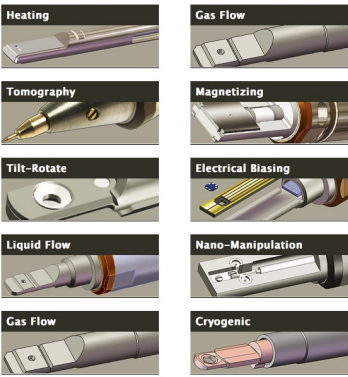 Heating
Gas Flow
Tomography
Magnetizing
Tilt-Rotate
Electrical Biasing
Liquid Flow
Nano-Manipulation
Gas Flow
Cryogenic